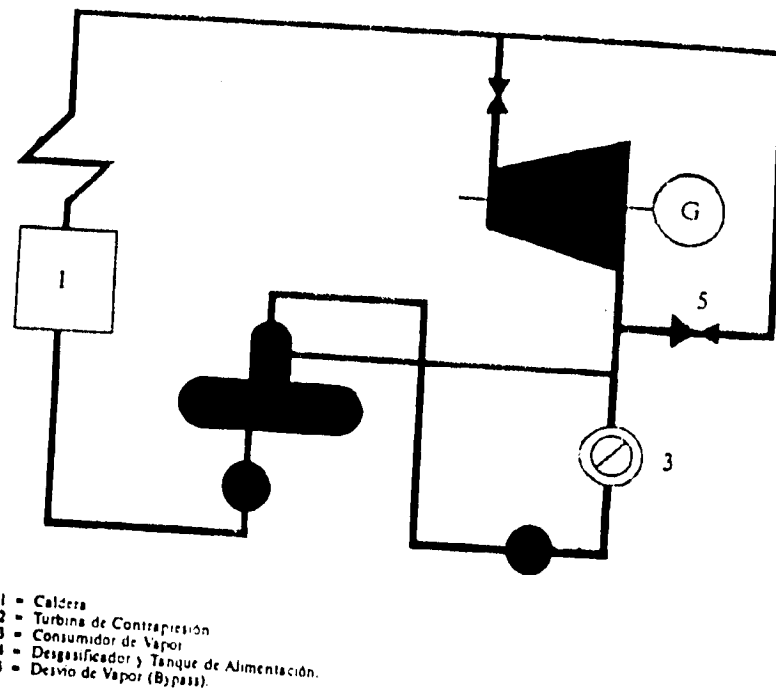 1
G
5
3
1 = Caldera
2 = Turbina de Contrapresión
3 = Consumidor de Vapor
4 = Desgasificador y Tanque de Alimentación.
5 = Desvio de Vapor (Bypass).